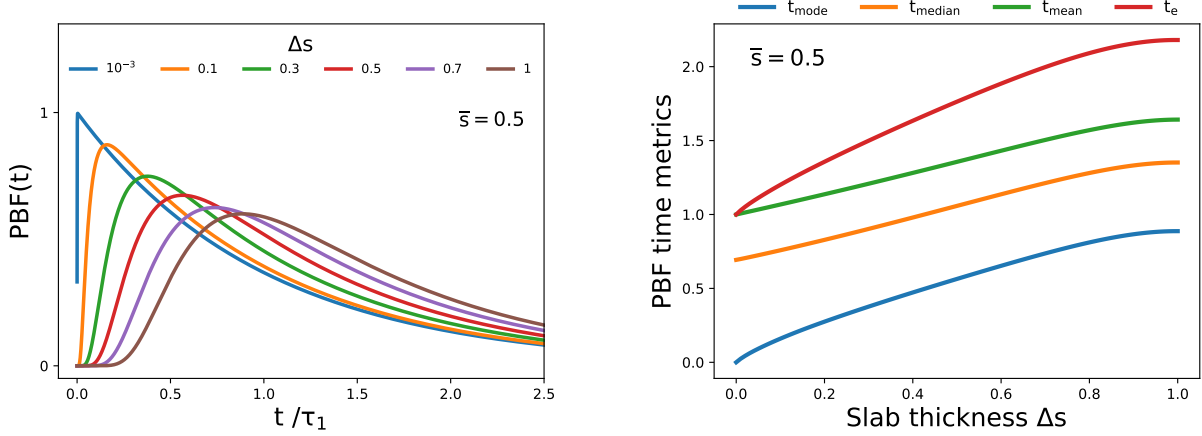 Δs
10⁻³ 0.1 0.3 0.5 0.7 1
s̅ = 0.5
PBF(t)
1
0
0.0 0.5 1.0 1.5 2.0 2.5
t /τ₁
t_mode t_median t_mean t_e
s̅ = 0.5
PBF time metrics
2.0
1.5
1.0
0.5
0.0
0.0 0.2 0.4 0.6 0.8 1.0
Slab thickness Δs